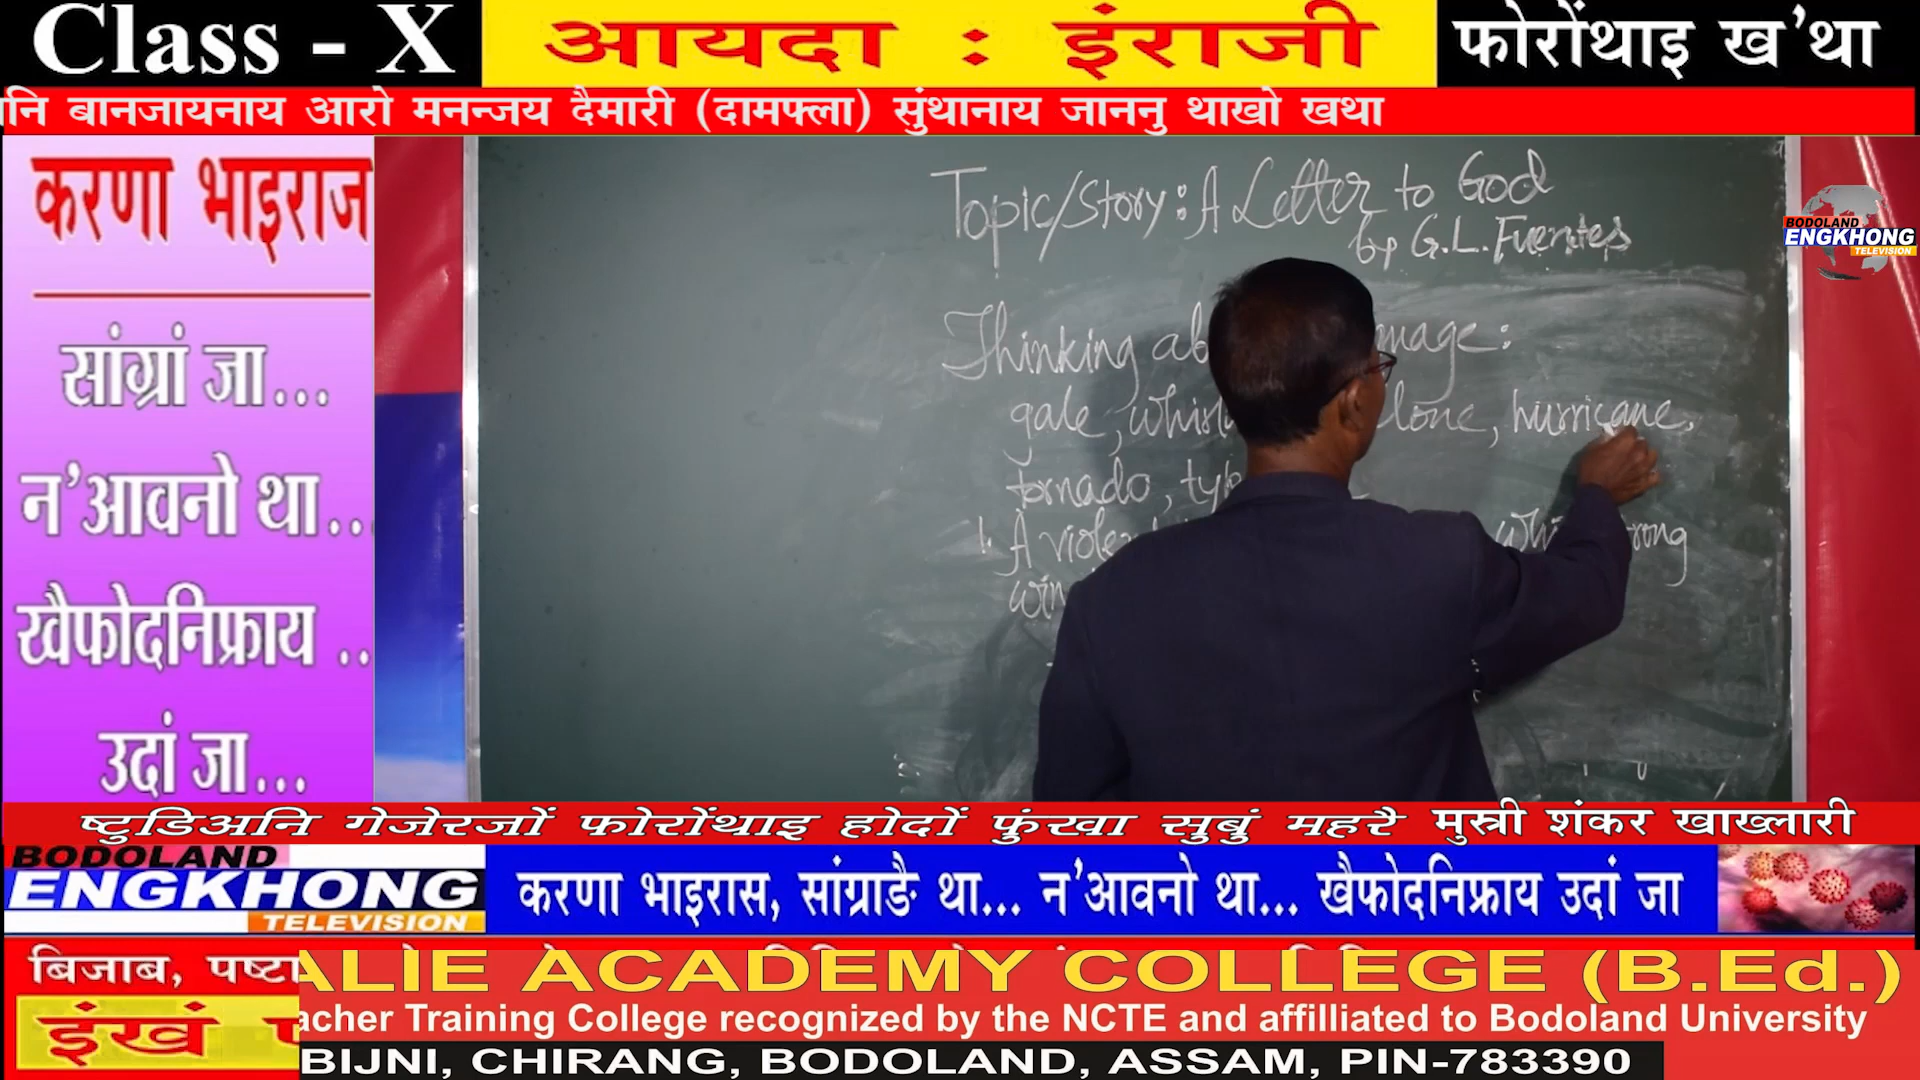 Class - X
आयदा : इंराजी
फोरोंथाइ ख'था
नि बानजायनाय आरो मनन्जय दैमारी (दामफ्ला) सुंथानाय जाननु थाखो खथा
करणा भाइराज
सांग्रां जा...
न'आवनो था...
खैफोदनिफ्राय ..
उदां जा...
Topic/Story: A Letter to God
by G.L. Fuentes
Thinking
gale, hurricane,
tornado,
1. A
BODOLAND
ENGKHONG
TELEVISION
ष्टुडिअनि गेजेरजों फोरोंथाइ होदों फुंखा सुबुं महरै मुस्री शंकर खाख्लारी
BODOLAND
ENGKHONG
TELEVISION
करणा भाइरास, सांग्राङै था... न'आवनो था... खैफोदनिफ्राय उदां जा
बिजाब,
इंखं
ACADEMY COLLEGE (B.Ed.)
Training College recognized by the NCTE and affilliated to Bodoland University
BIJNI, CHIRANG, BODOLAND, ASSAM, PIN-783390